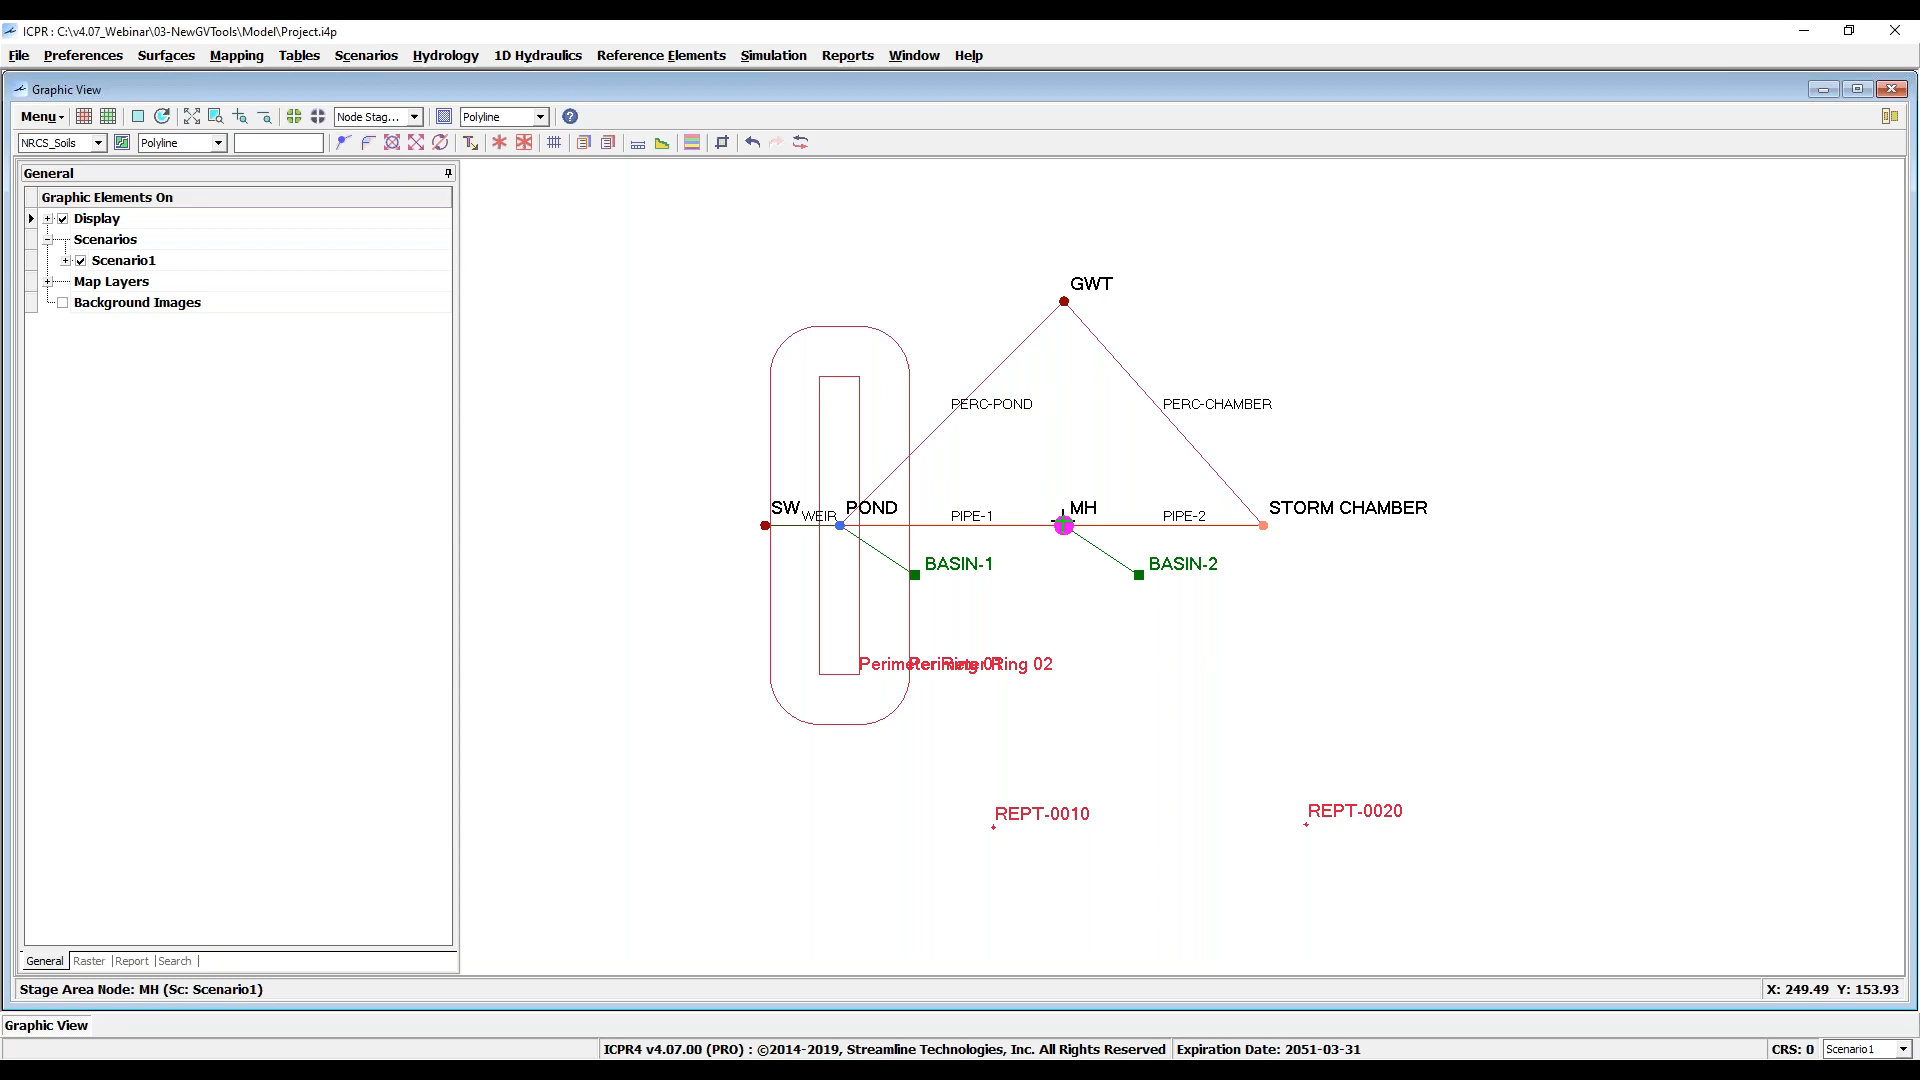 ICPR : C:\v4.07_Webinar\03-NewGVTools\Model\Project.i4p
File Preferences Surfaces Mapping Tables Scenarios Hydrology 1D Hydraulics Reference Elements Simulation Reports Window Help
Graphic View
Menu Node Stag... Polyline
NRCS_Soils Polyline
General
Graphic Elements On
Display
Scenarios
Scenario1
Map Layers
Background Images
GWT
PERC-POND PERC-CHAMBER
SW WEIR POND PIPE-1 MH PIPE-2 STORM CHAMBER
BASIN-1 BASIN-2
Perimeter Ring 01 Perimeter Ring 02
REPT-0010 REPT-0020
General Raster Report Search
Stage Area Node: MH (Sc: Scenario1) X: 249.49 Y: 153.93
Graphic View
ICPR4 v4.07.00 (PRO) : ©2014-2019, Streamline Technologies, Inc. All Rights Reserved Expiration Date: 2051-03-31 CRS: 0 Scenario1